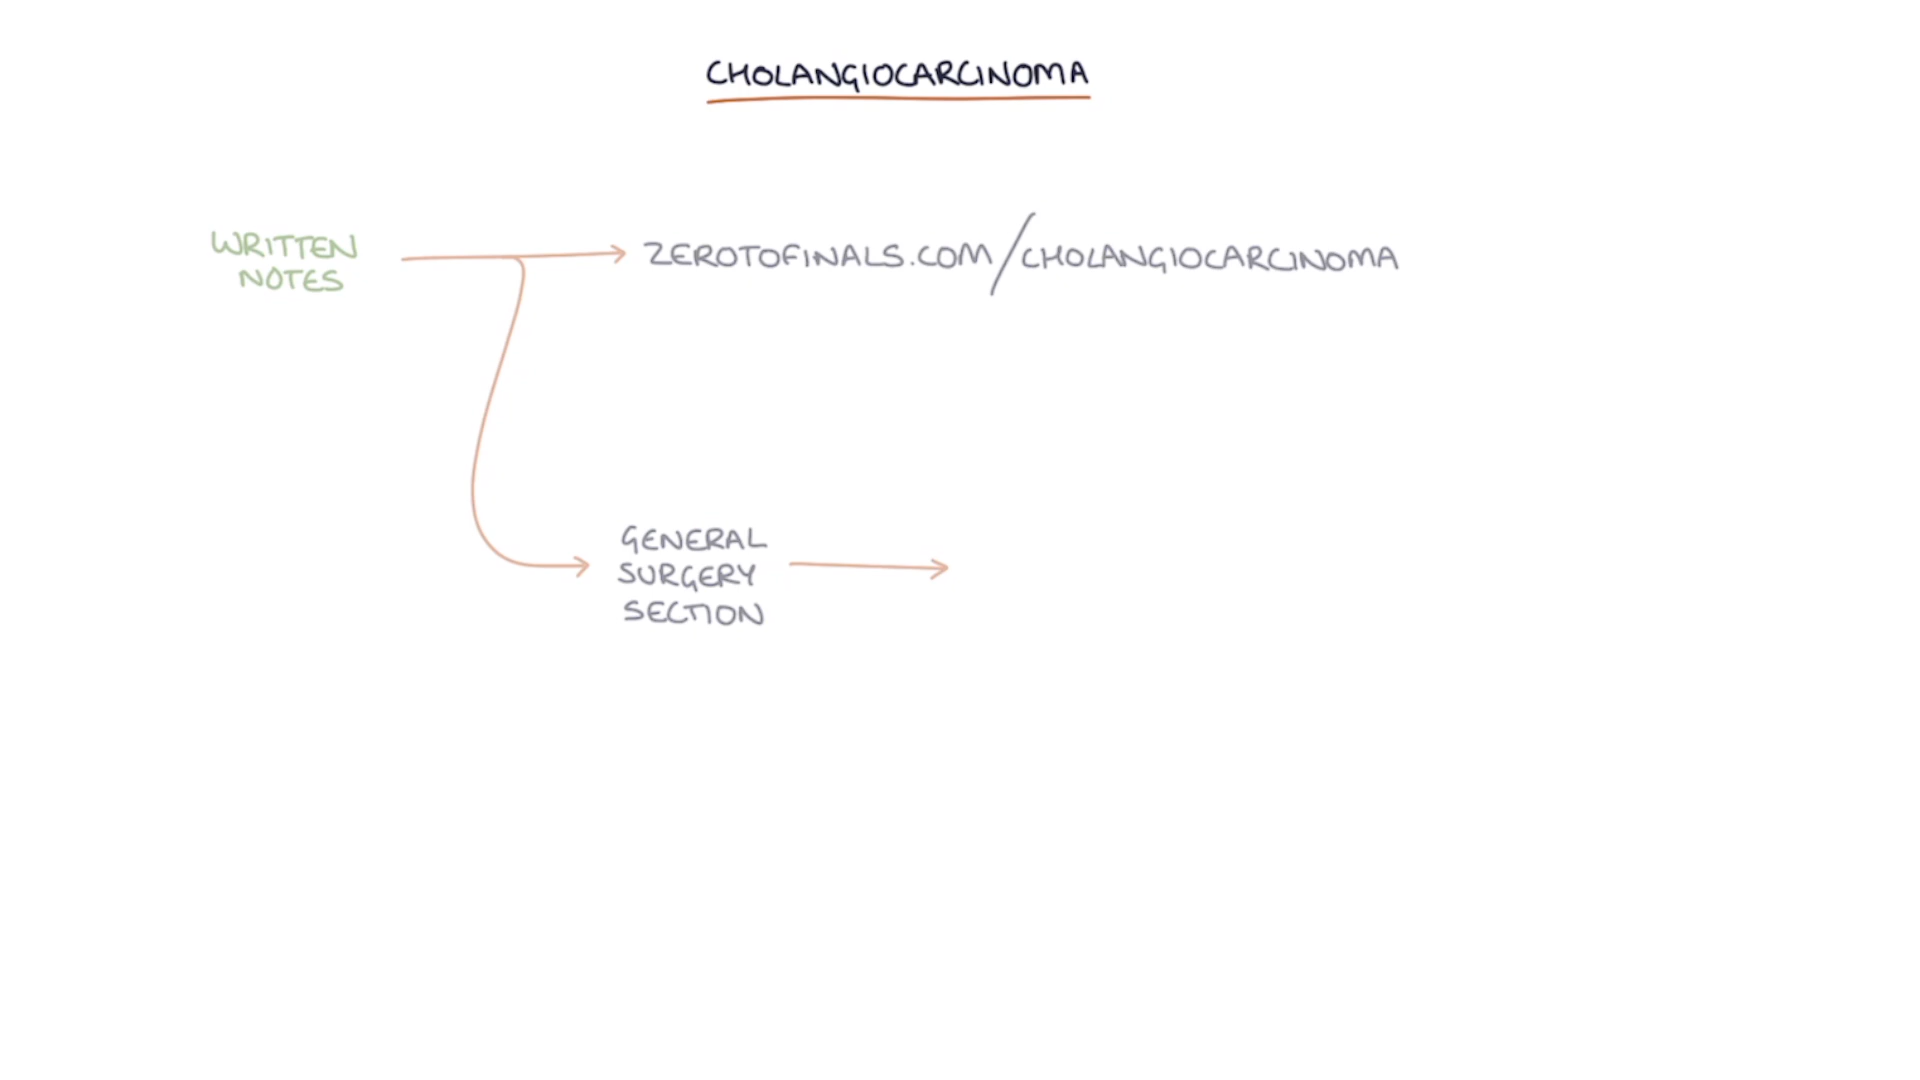 CHOLANGIOCARCINOMA
WRITTEN
NOTES
ZEROTOFINALS.COM/CHOLANGIOCARCINOMA
GENERAL
SURGERY
SECTION